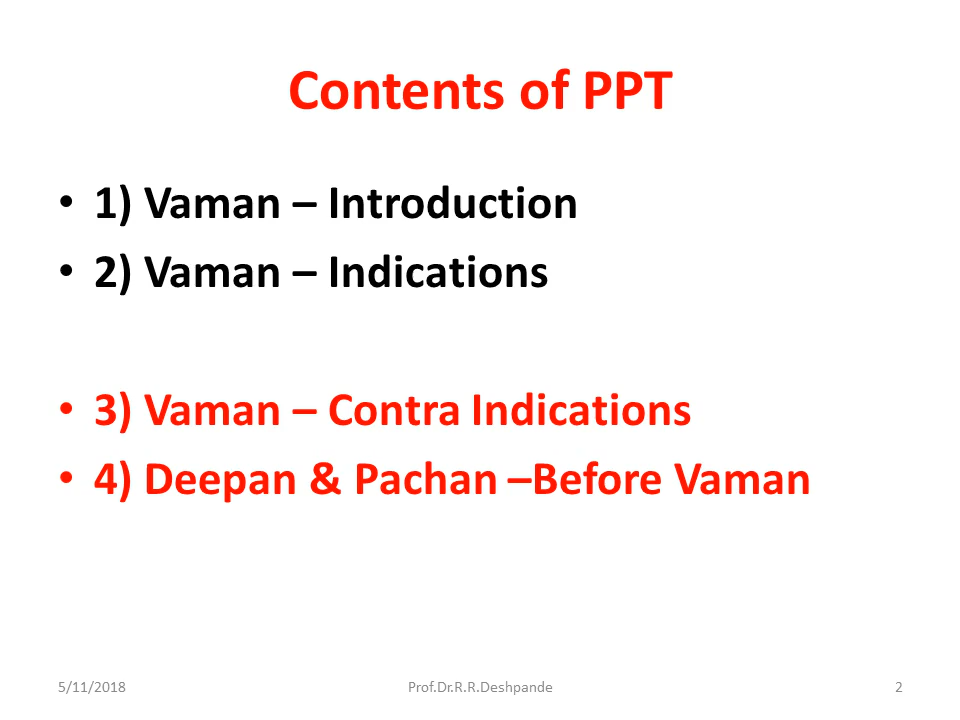 Contents of PPT
• 1) Vaman – Introduction
• 2) Vaman – Indications
• 3) Vaman – Contra Indications
• 4) Deepan & Pachan –Before Vaman
5/11/2018 Prof.Dr.R.R.Deshpande 2